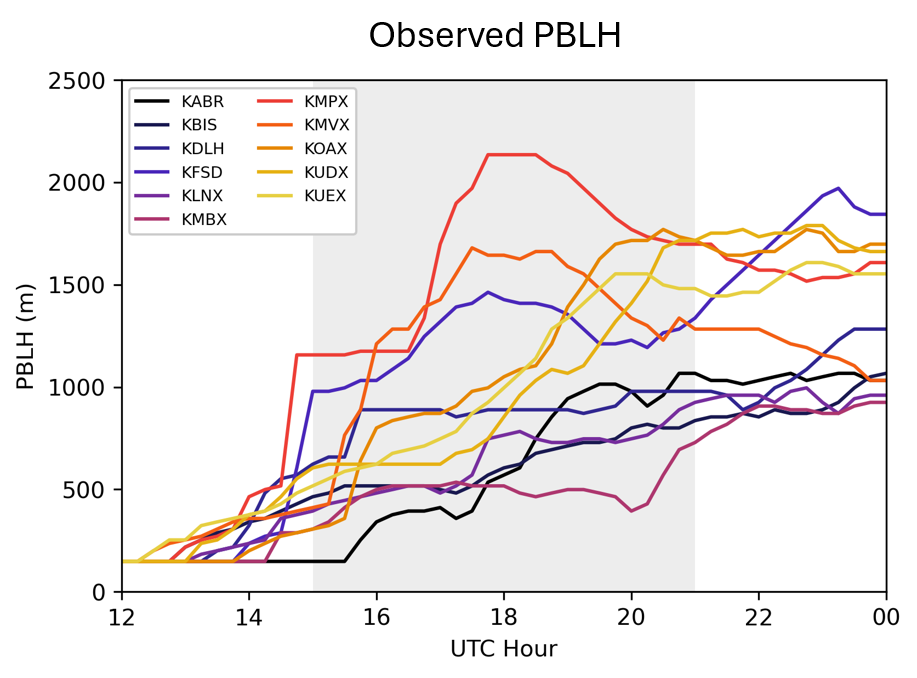 Observed PBLH
PBLH (m)
2500
2000
1500
1000
500
0
KABR
KBIS
KDLH
KFSD
KLNX
KMBX
KMPX
KMVX
KOAX
KUDX
KUEX
12 14 16 18 20 22 00
UTC Hour